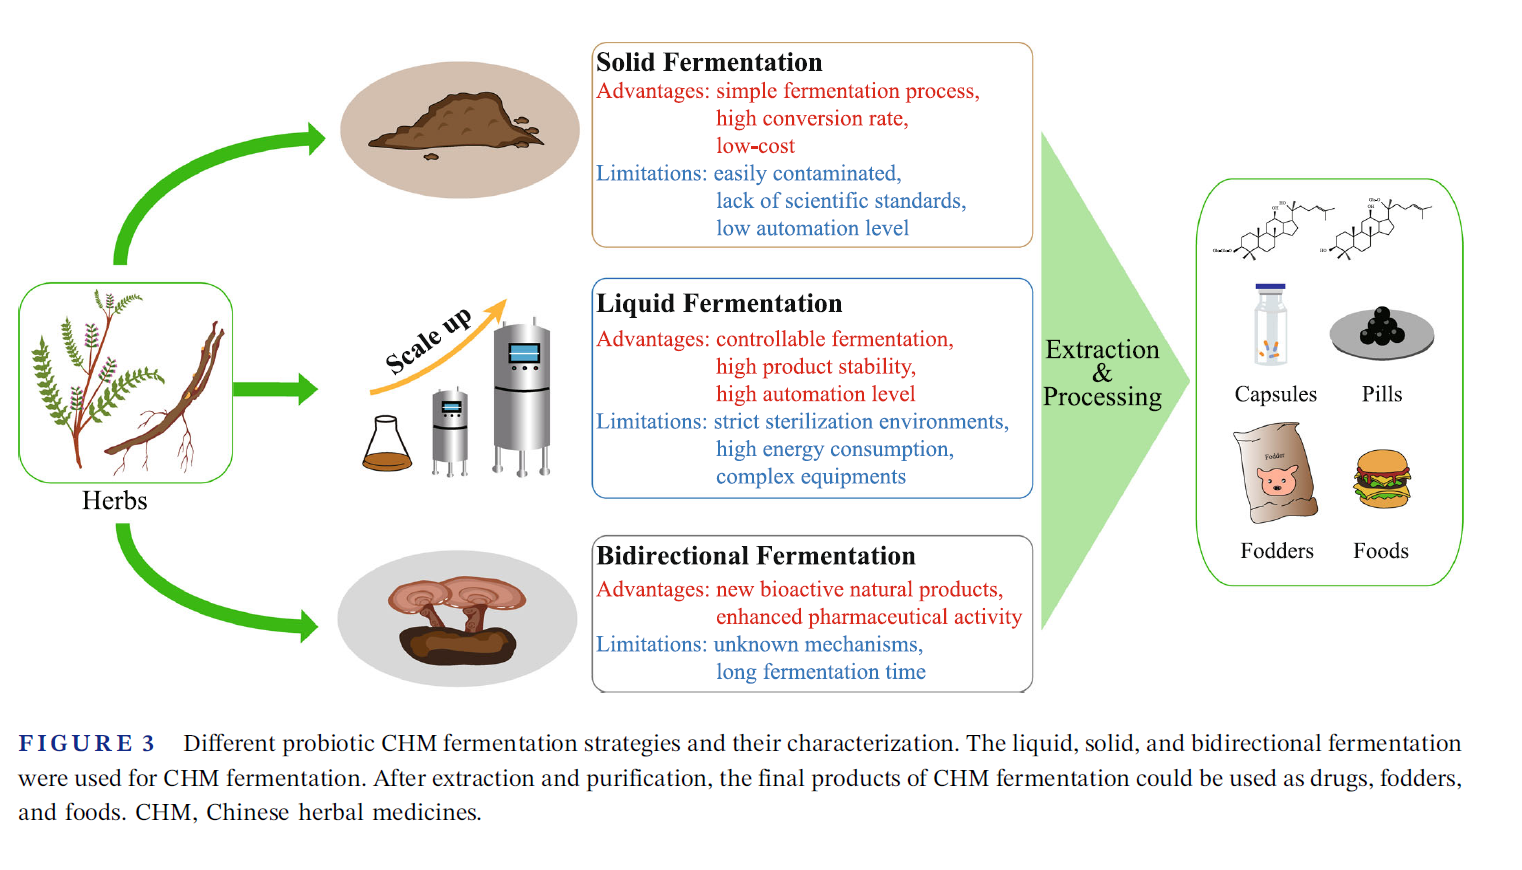 Solid Fermentation
Advantages: simple fermentation process,
high conversion rate,
low-cost
Limitations: easily contaminated,
lack of scientific standards,
low automation level
Scale up
Liquid Fermentation
Advantages: controllable fermentation,
high product stability,
high automation level
Limitations: strict sterilization environments,
high energy consumption,
complex equipments
Herbs
Bidirectional Fermentation
Advantages: new bioactive natural products,
enhanced pharmaceutical activity
Limitations: unknown mechanisms,
long fermentation time
Extraction
&
Processing
Capsules
Pills
Fodder
Fodders
Foods
FIGURE 3 Different probiotic CHM fermentation strategies and their characterization. The liquid, solid, and bidirectional fermentation
were used for CHM fermentation. After extraction and purification, the final products of CHM fermentation could be used as drugs, fodders,
and foods. CHM, Chinese herbal medicines.